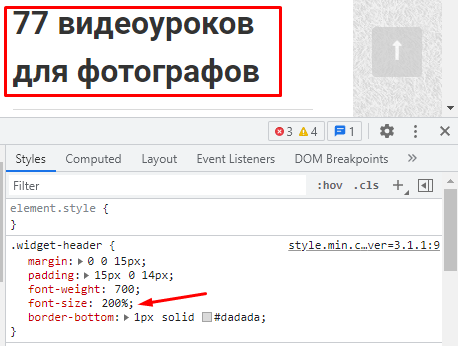 77 видеоуроков
для фотографов
3 4 1
Styles Computed Layout Event Listeners DOM Breakpoints »
Filter :hov .cls +
element.style {
}
.widget-header { style.min.c…ver=3.1.1:9
margin: 0 0 15px;
padding: 15px 0 14px;
font-weight: 700;
font-size: 200%;
border-bottom: 1px solid #dadada;
}